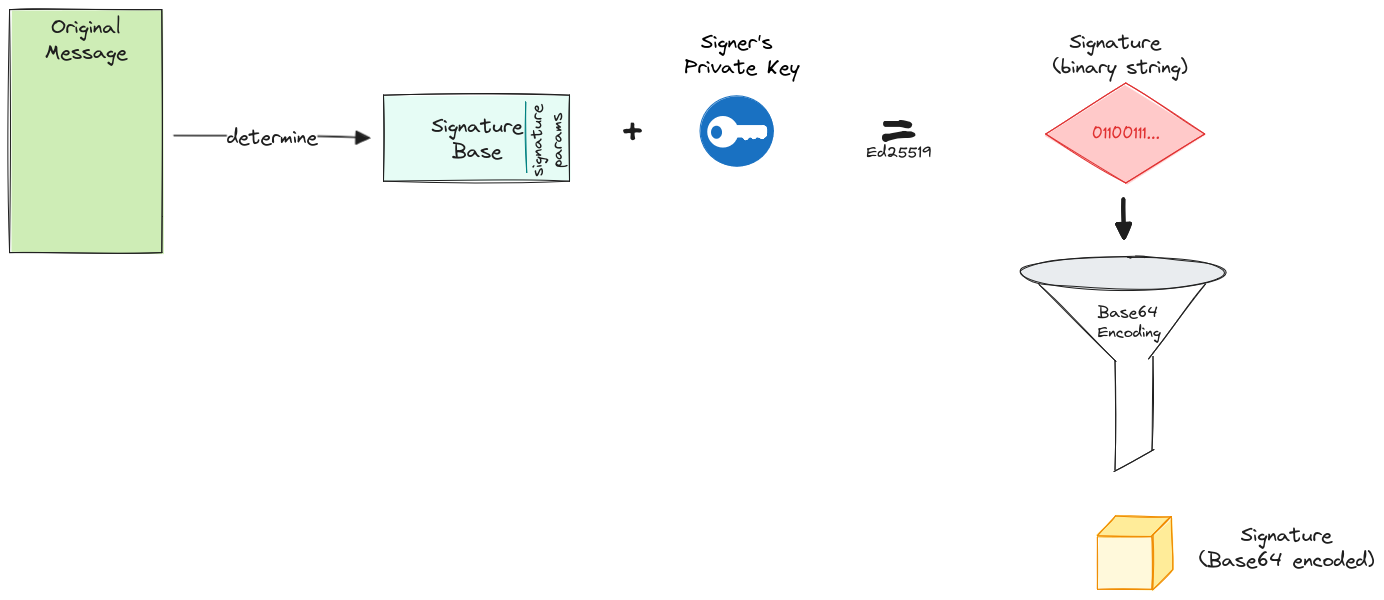 Original
Message
determine
Signature
Base
signature
params
+
Signer's
Private Key
=
Ed25519
Signature
(binary string)
01100111...
Base64
Encoding
Signature
(Base64 encoded)